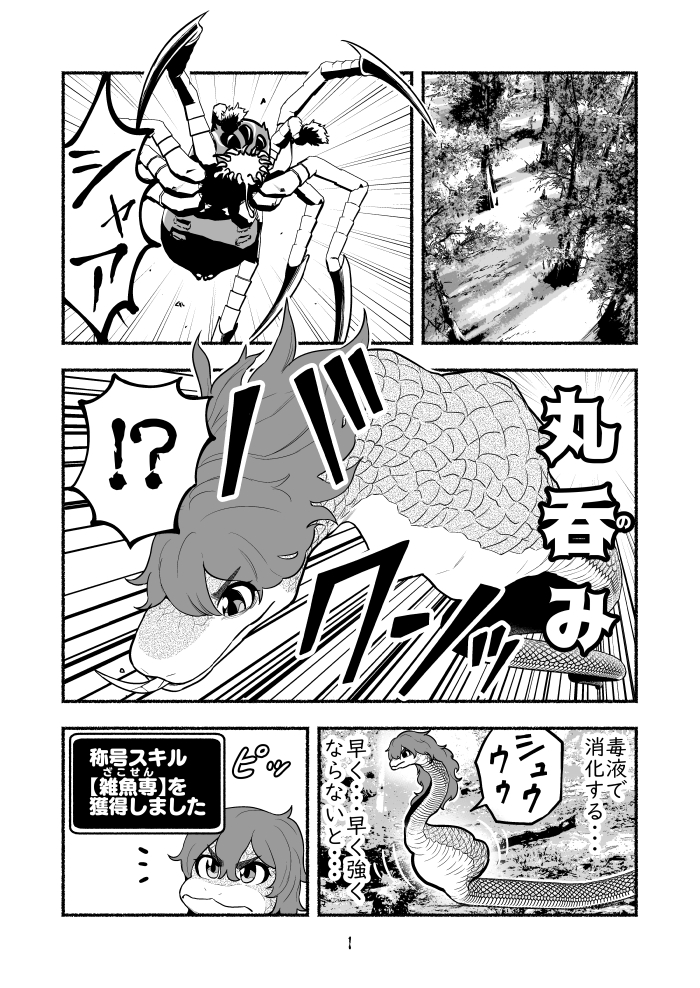 シャアァ
丸呑み
の
!?
バクーンッ
毒液で
消化する・・・
シュウ
ウゥ
早く・・・早く強く
ならないと・・・
ピッ
称号スキル
【雑魚専】を
ざこせん
獲得しました
1